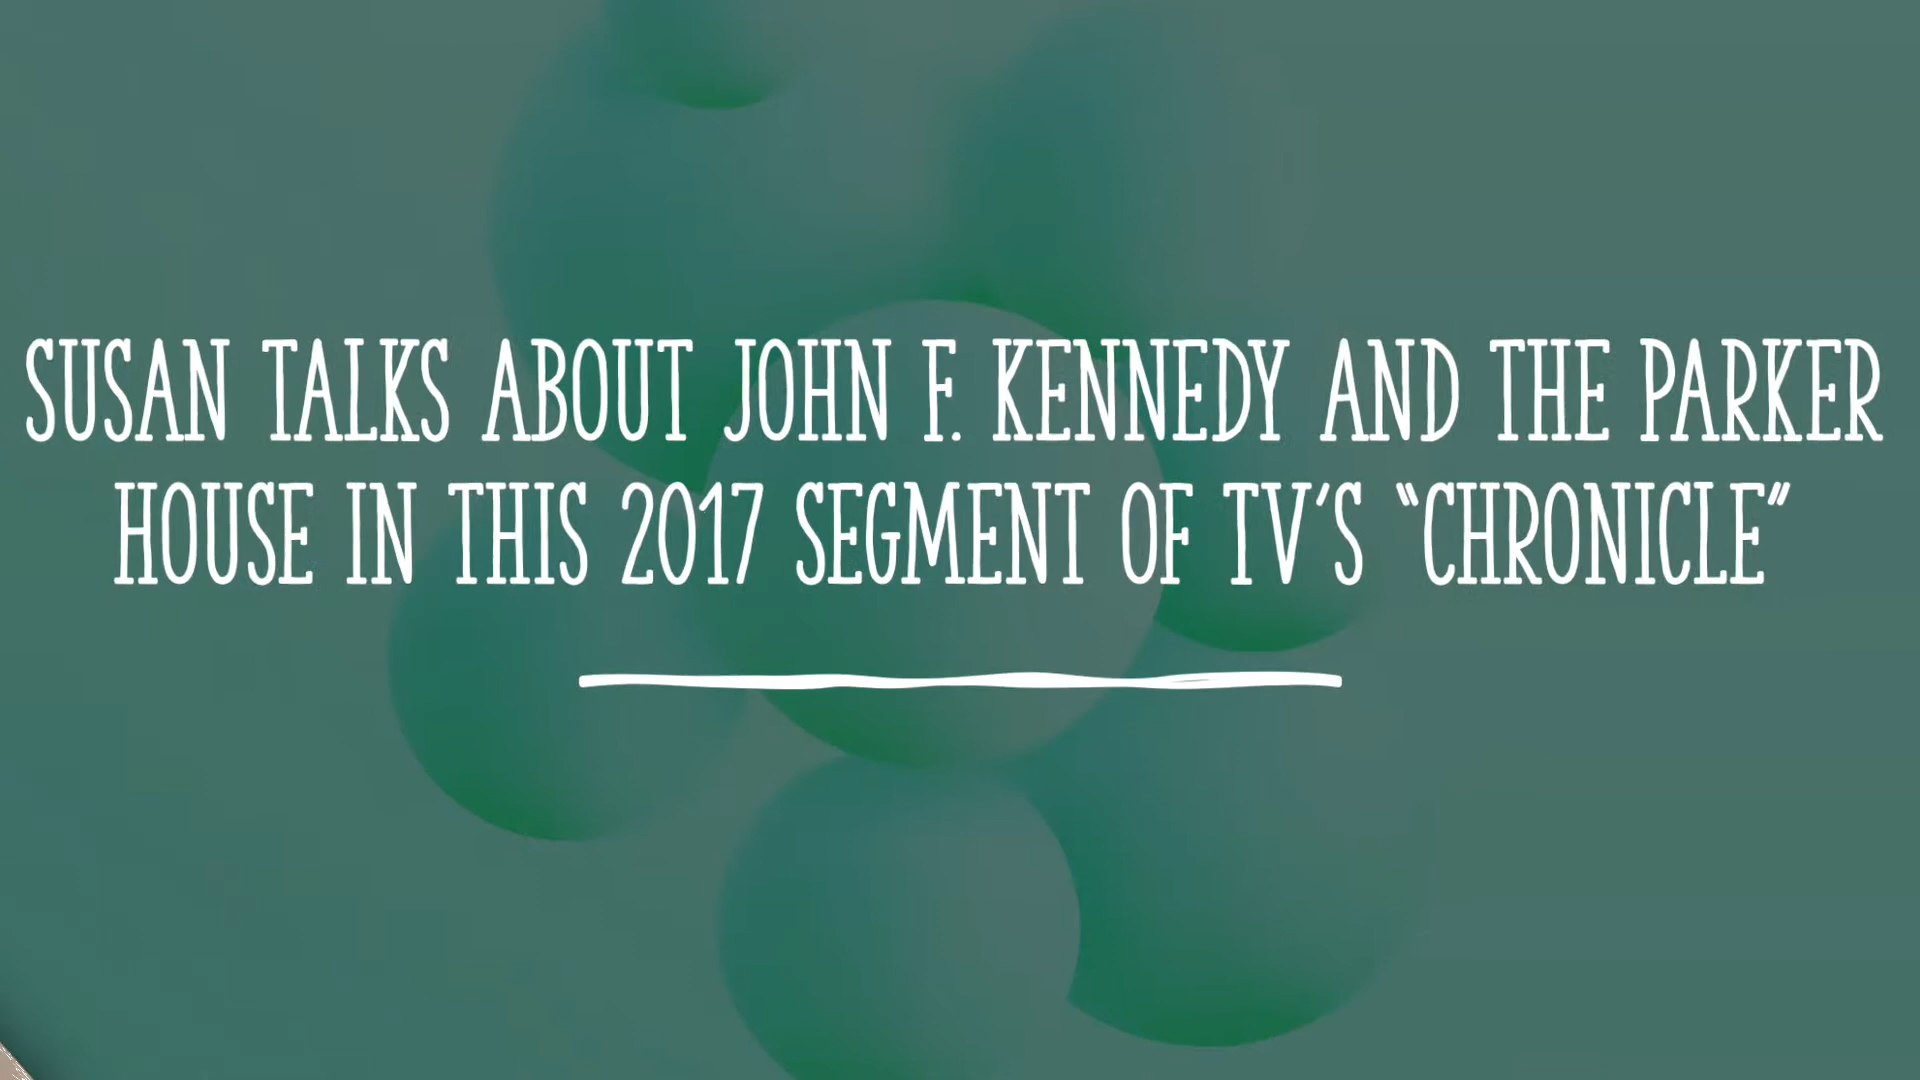 SUSAN TALKS ABOUT JOHN F. KENNEDY AND THE PARKER
HOUSE IN THIS 2017 SEGMENT OF TV'S “CHRONICLE”